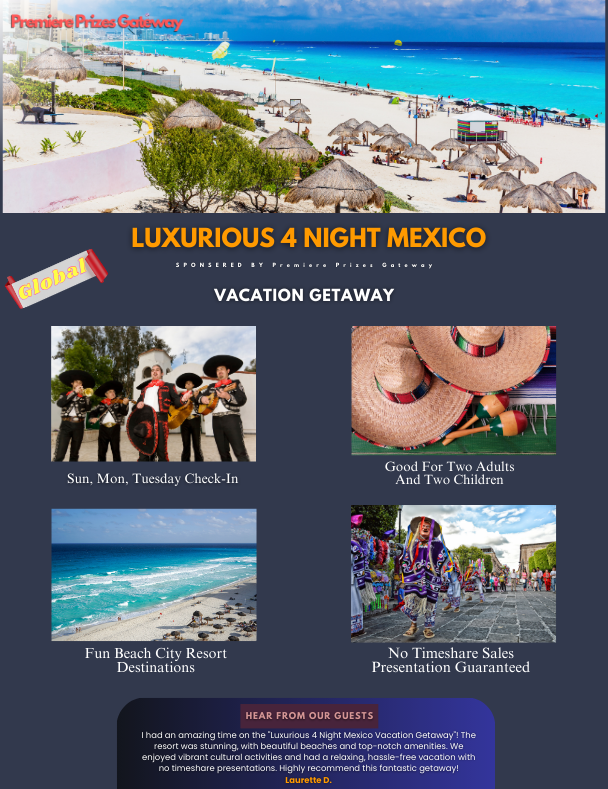 Premiere Prizes Gateway
LUXURIOUS 4 NIGHT MEXICO
SPONSERED BY Premiere Prizes Gateway
Global
VACATION GETAWAY
Sun, Mon, Tuesday Check-In
Good For Two Adults
And Two Children
Fun Beach City Resort
Destinations
No Timeshare Sales
Presentation Guaranteed
HEAR FROM OUR GUESTS
I had an amazing time on the "Luxurious 4 Night Mexico Vacation Getaway"! The
resort was stunning, with beautiful beaches and top-notch amenities. We
enjoyed vibrant cultural activities and had a relaxing, hassle-free vacation with
no timeshare presentations. Highly recommend this fantastic getaway!
Laurette D.